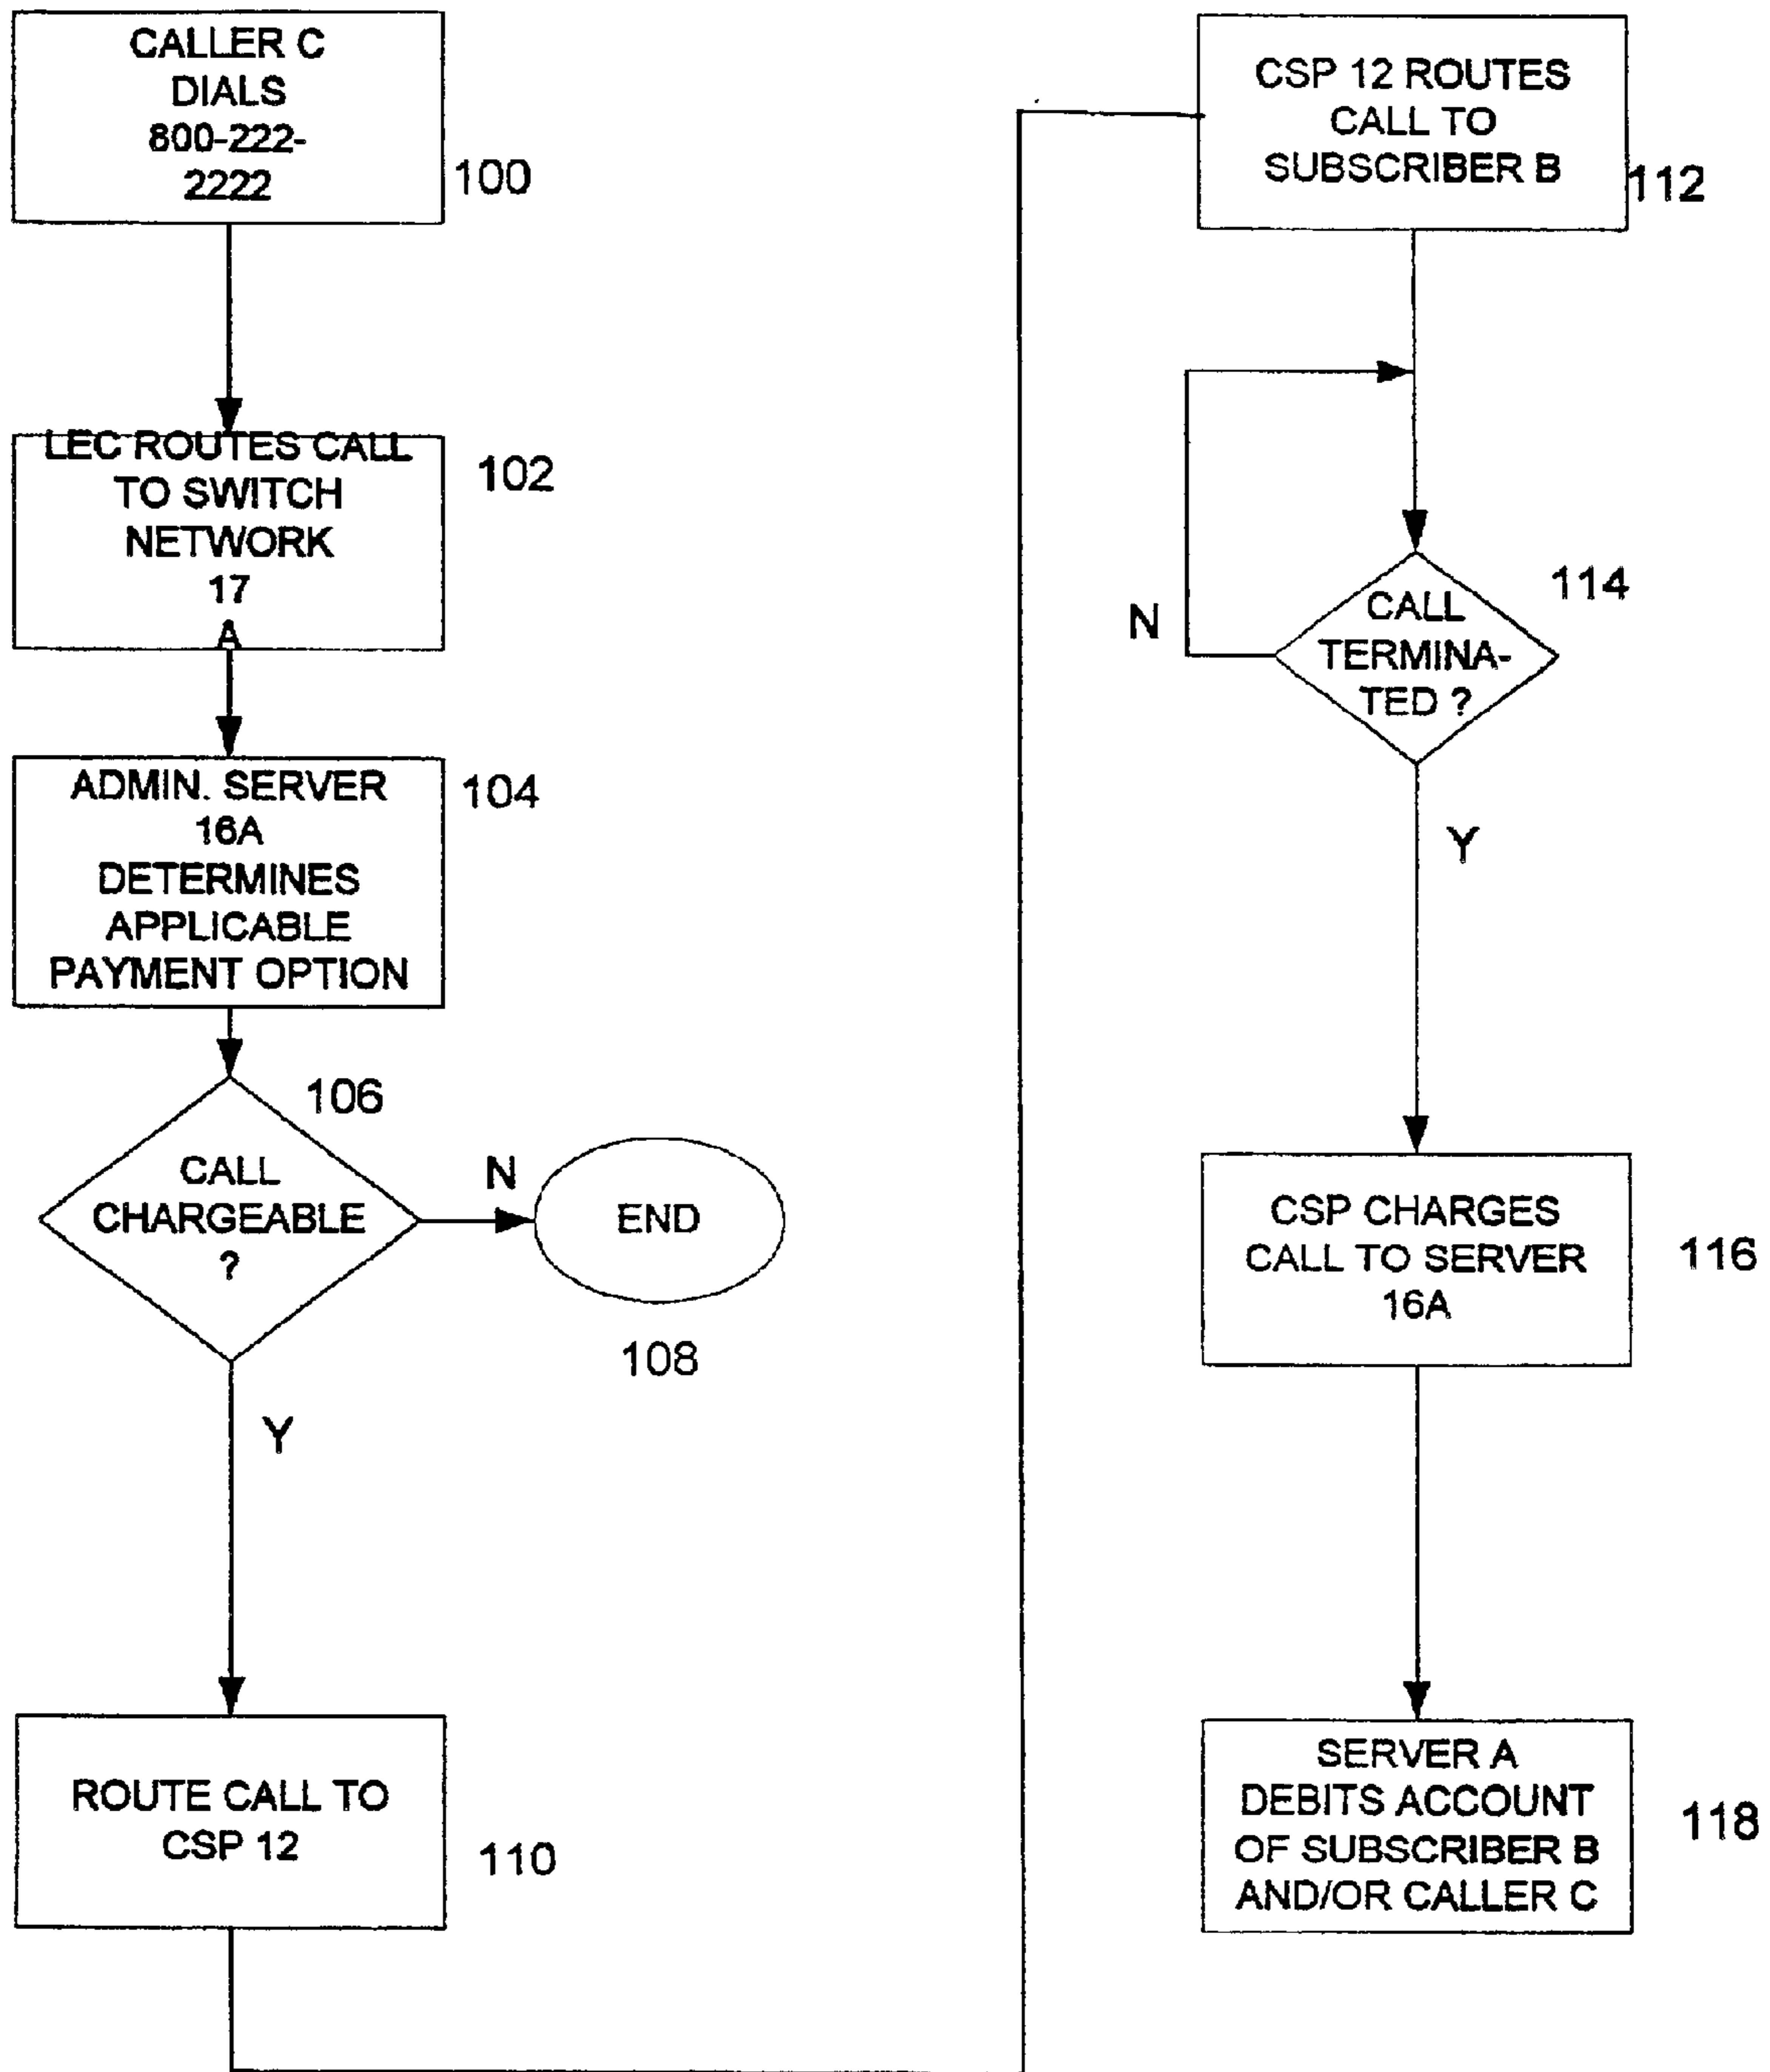 CALLER C
DIALS
800-222-
2222
100
LEC ROUTES CALL
TO SWITCH
NETWORK
17
A
102
ADMIN. SERVER
16A
DETERMINES
APPLICABLE
PAYMENT OPTION
104
106
CALL
CHARGEABLE
?
N
END
108
Y
ROUTE CALL TO
CSP 12
110
CSP 12 ROUTES
CALL TO
SUBSCRIBER B
112
114
CALL
TERMINA-
TED ?
N
Y
CSP CHARGES
CALL TO SERVER
16A
116
SERVER A
DEBITS ACCOUNT
OF SUBSCRIBER B
AND/OR CALLER C
118